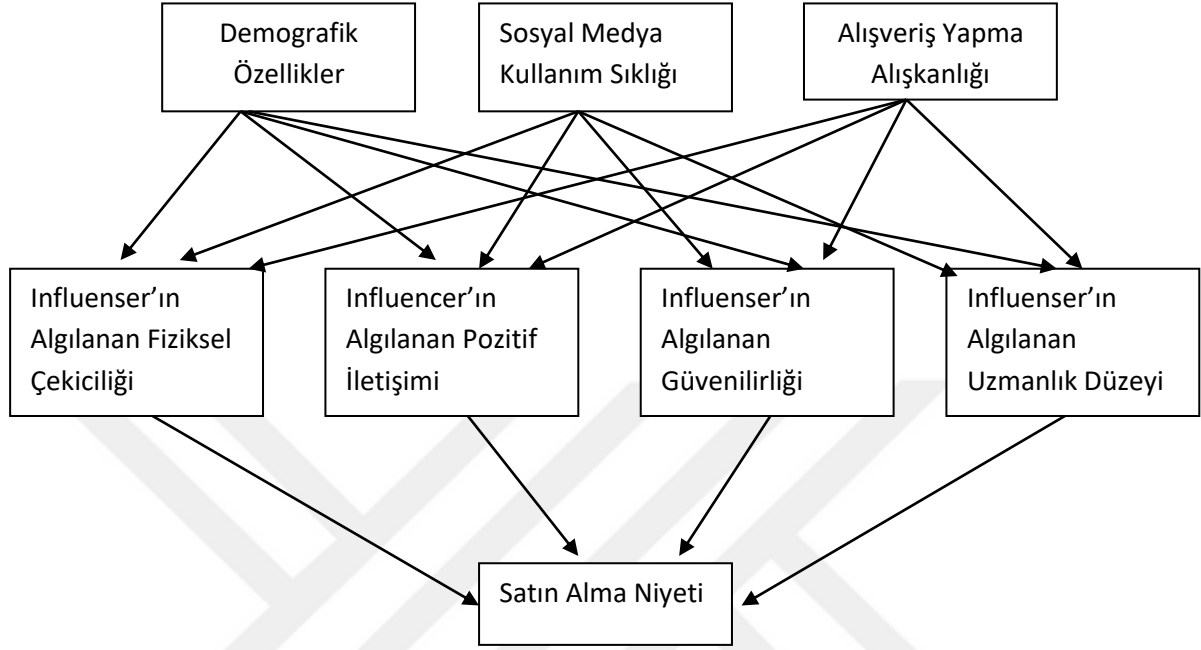 Demografik
Özellikler
Sosyal Medya
Kullanım Sıklığı
Alışveriş Yapma
Alışkanlığı
Influenser’ın
Algılanan Fiziksel
Çekiciliği
Influencer’ın
Algılanan Pozitif
İletişimi
Influenser’ın
Algılanan
Güvenilirliği
Influenser’ın
Algılanan
Uzmanlık Düzeyi
Satın Alma Niyeti